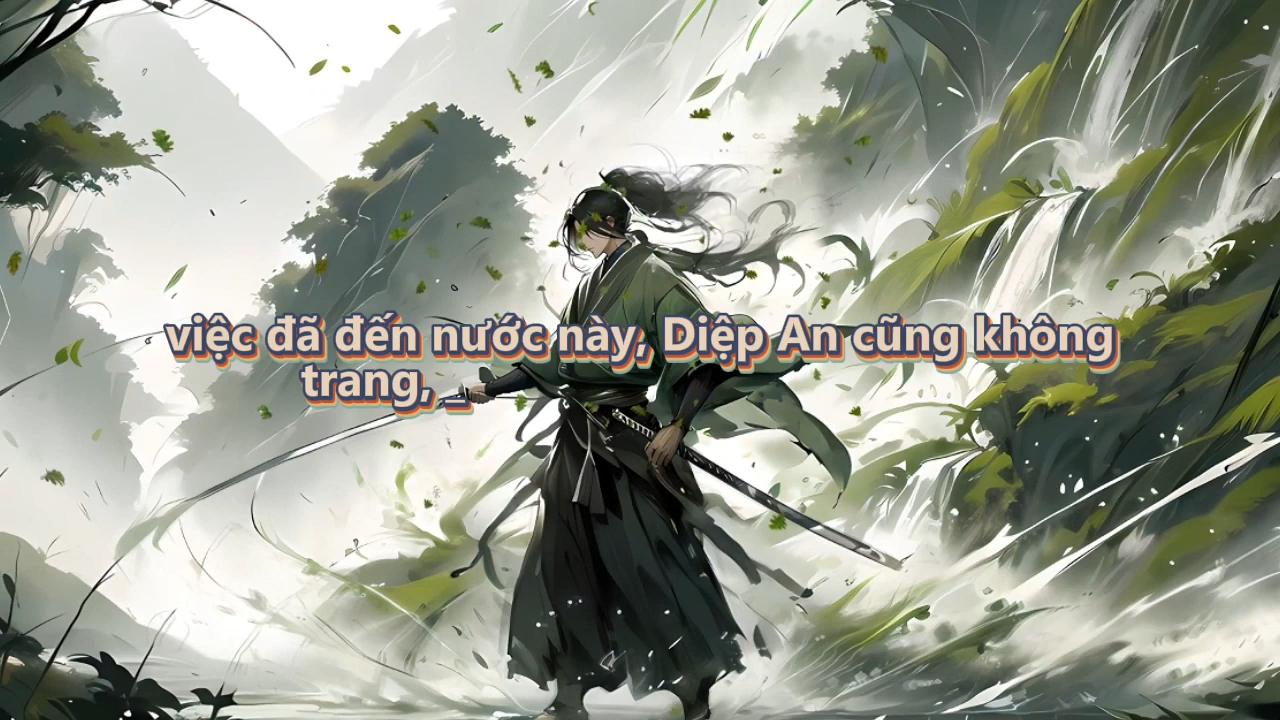 việc đã đến nước này, Diệp An cũng không
trang, _